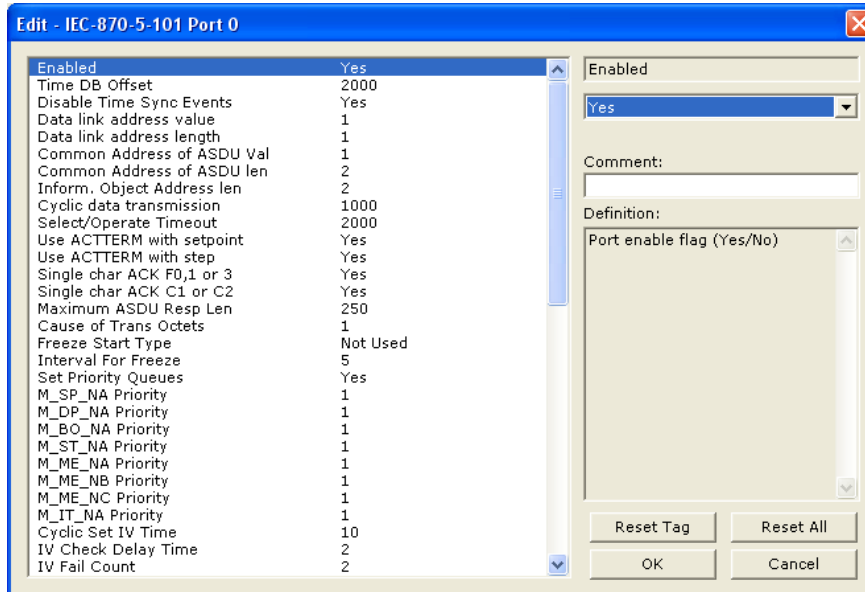 Edit - IEC-870-5-101 Port 0
Enabled Yes
Time DB Offset 2000
Disable Time Sync Events Yes
Data link address value 1
Data link address length 1
Common Address of ASDU Val 1
Common Address of ASDU len 2
Inform. Object Address len 2
Cyclic data transmission 1000
Select/Operate Timeout 2000
Use ACTTERM with setpoint Yes
Use ACTTERM with step Yes
Single char ACK F0,1 or 3 Yes
Single char ACK C1 or C2 Yes
Maximum ASDU Resp Len 250
Cause of Trans Octets 1
Freeze Start Type Not Used
Interval For Freeze 5
Set Priority Queues Yes
M_SP_NA Priority 1
M_DP_NA Priority 1
M_BO_NA Priority 1
M_ST_NA Priority 1
M_ME_NA Priority 1
M_ME_NB Priority 1
M_ME_NC Priority 1
M_IT_NA Priority 1
Cyclic Set IV Time 10
IV Check Delay Time 2
IV Fail Count 2
Enabled
Yes
Comment:
Definition:
Port enable flag (Yes/No)
Reset Tag Reset All
OK Cancel